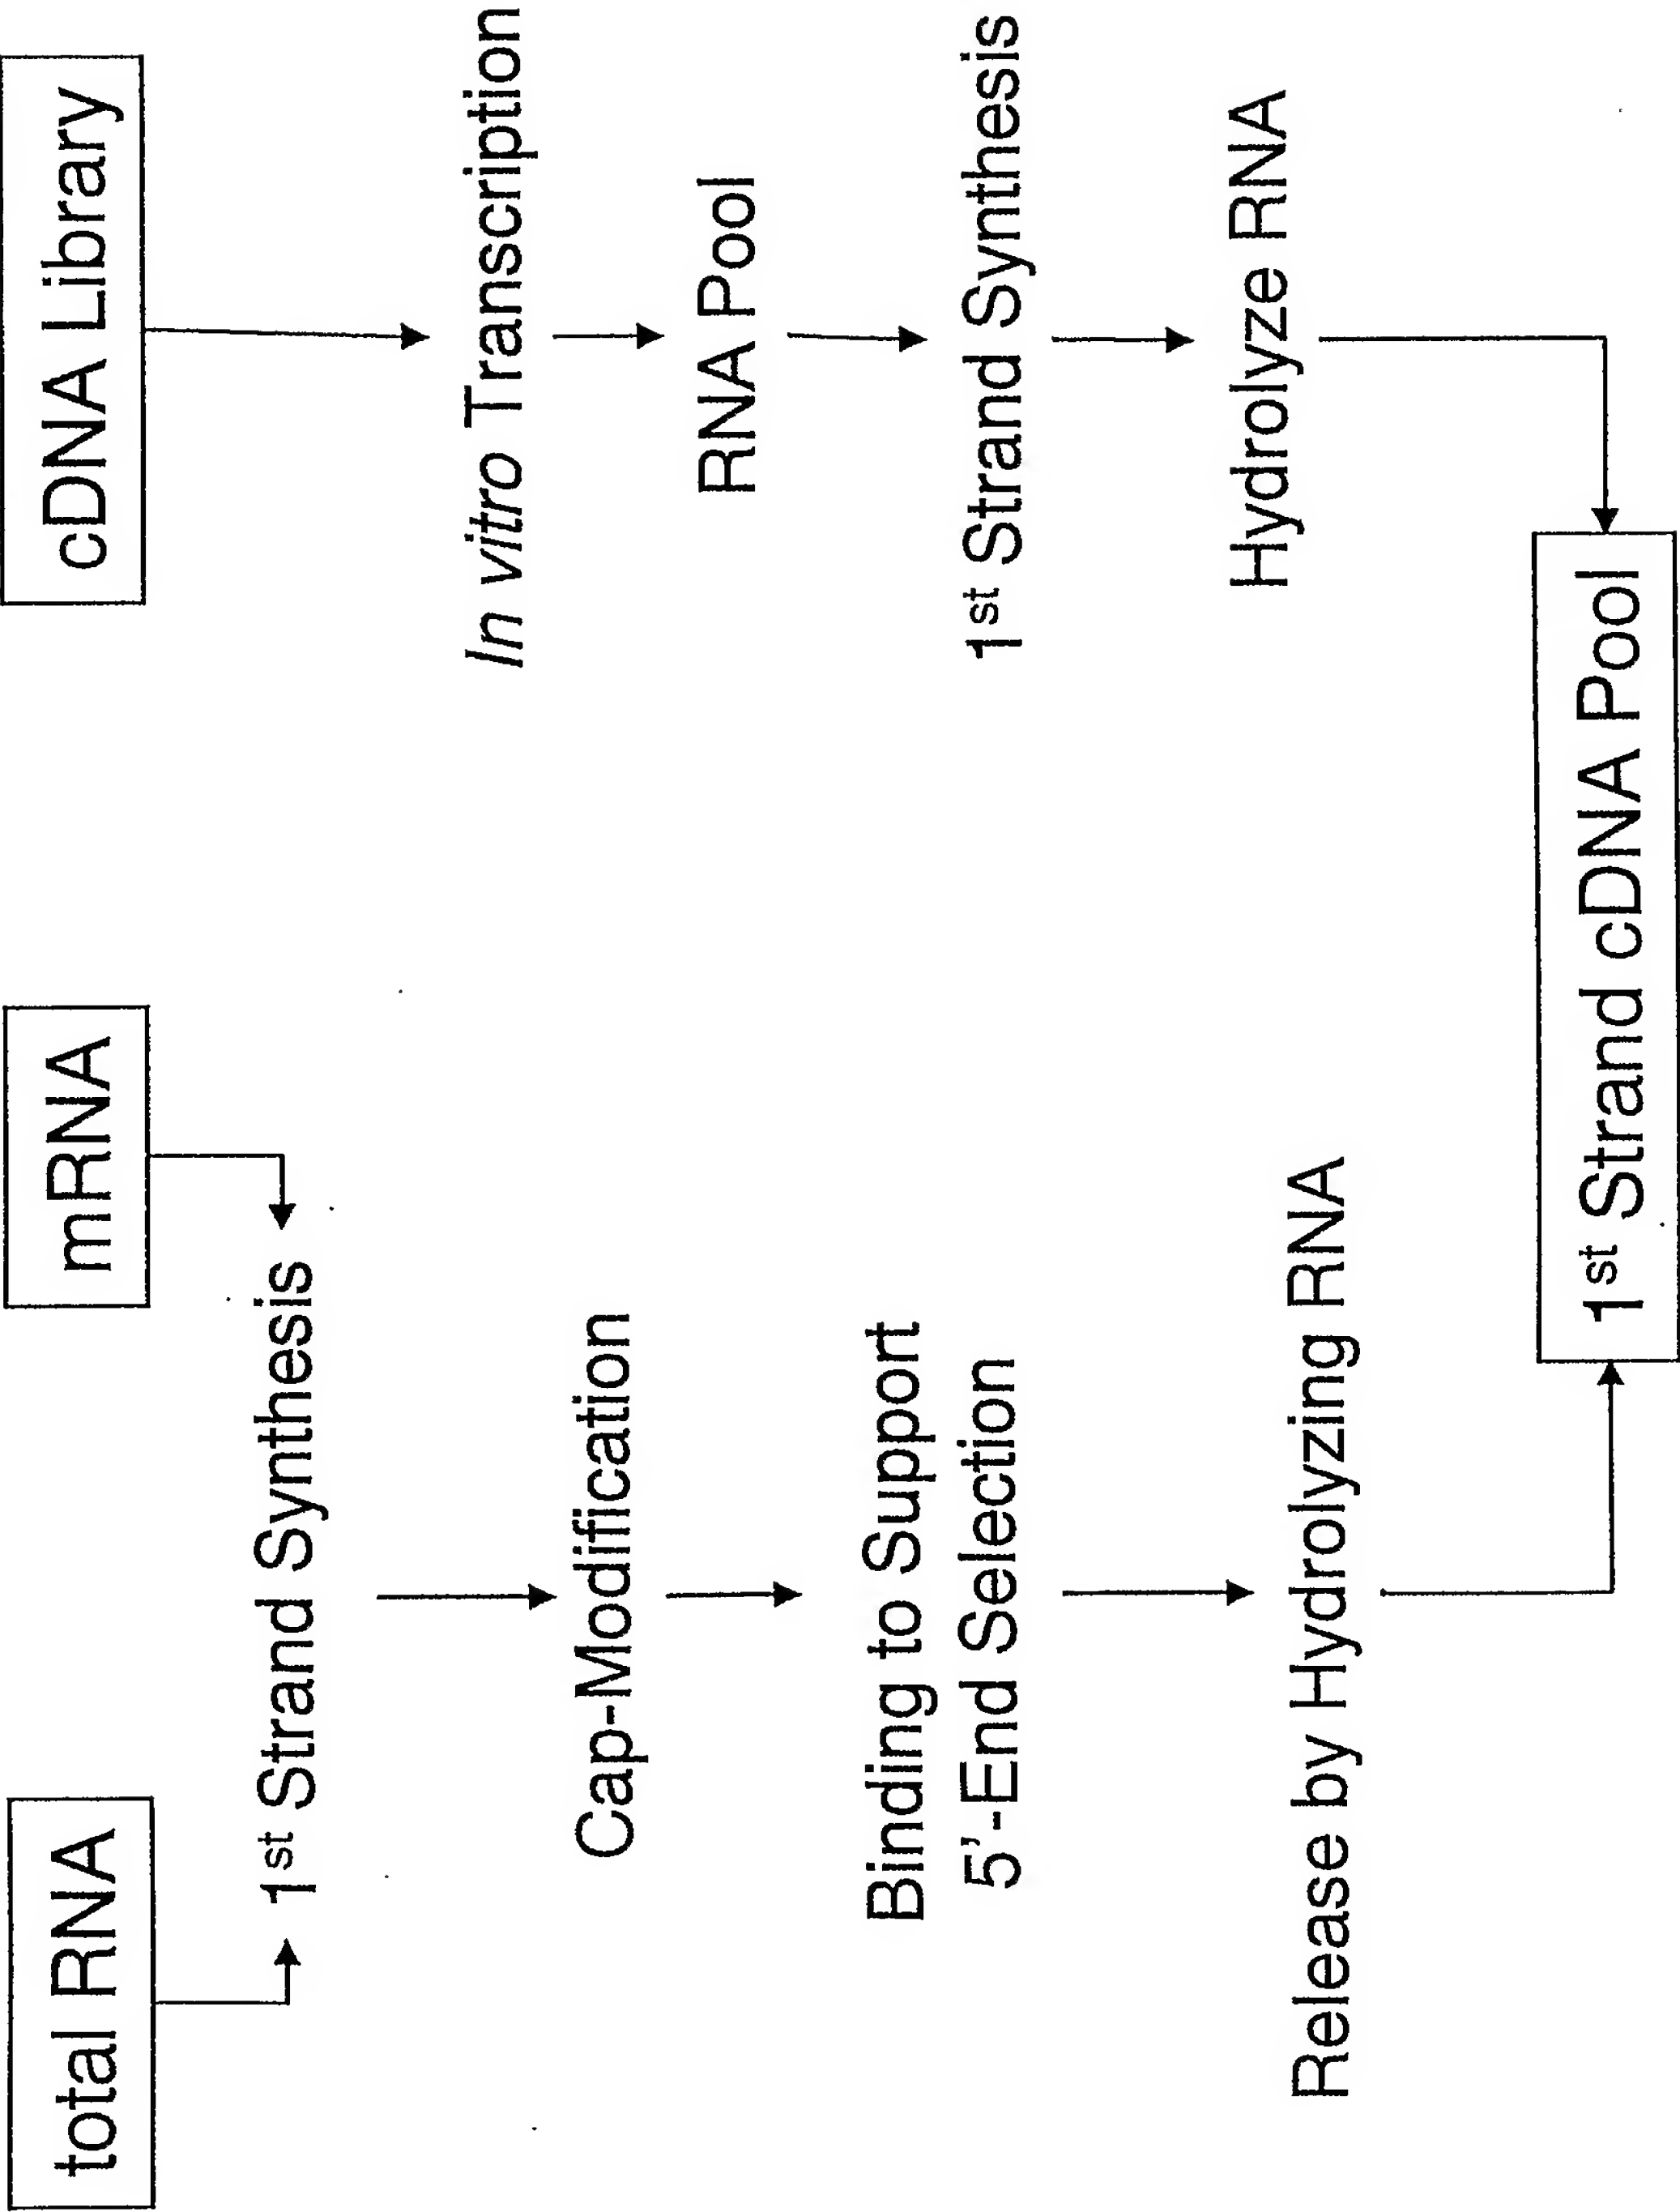 total RNA
mRNA
cDNA Library
1st Strand Synthesis
Cap-Modification
Binding to Support
5'-End Selection
Release by Hydrolyzing RNA
In vitro Transcription
RNA Pool
1st Strand Synthesis
Hydrolyze RNA
1st Strand cDNA Pool